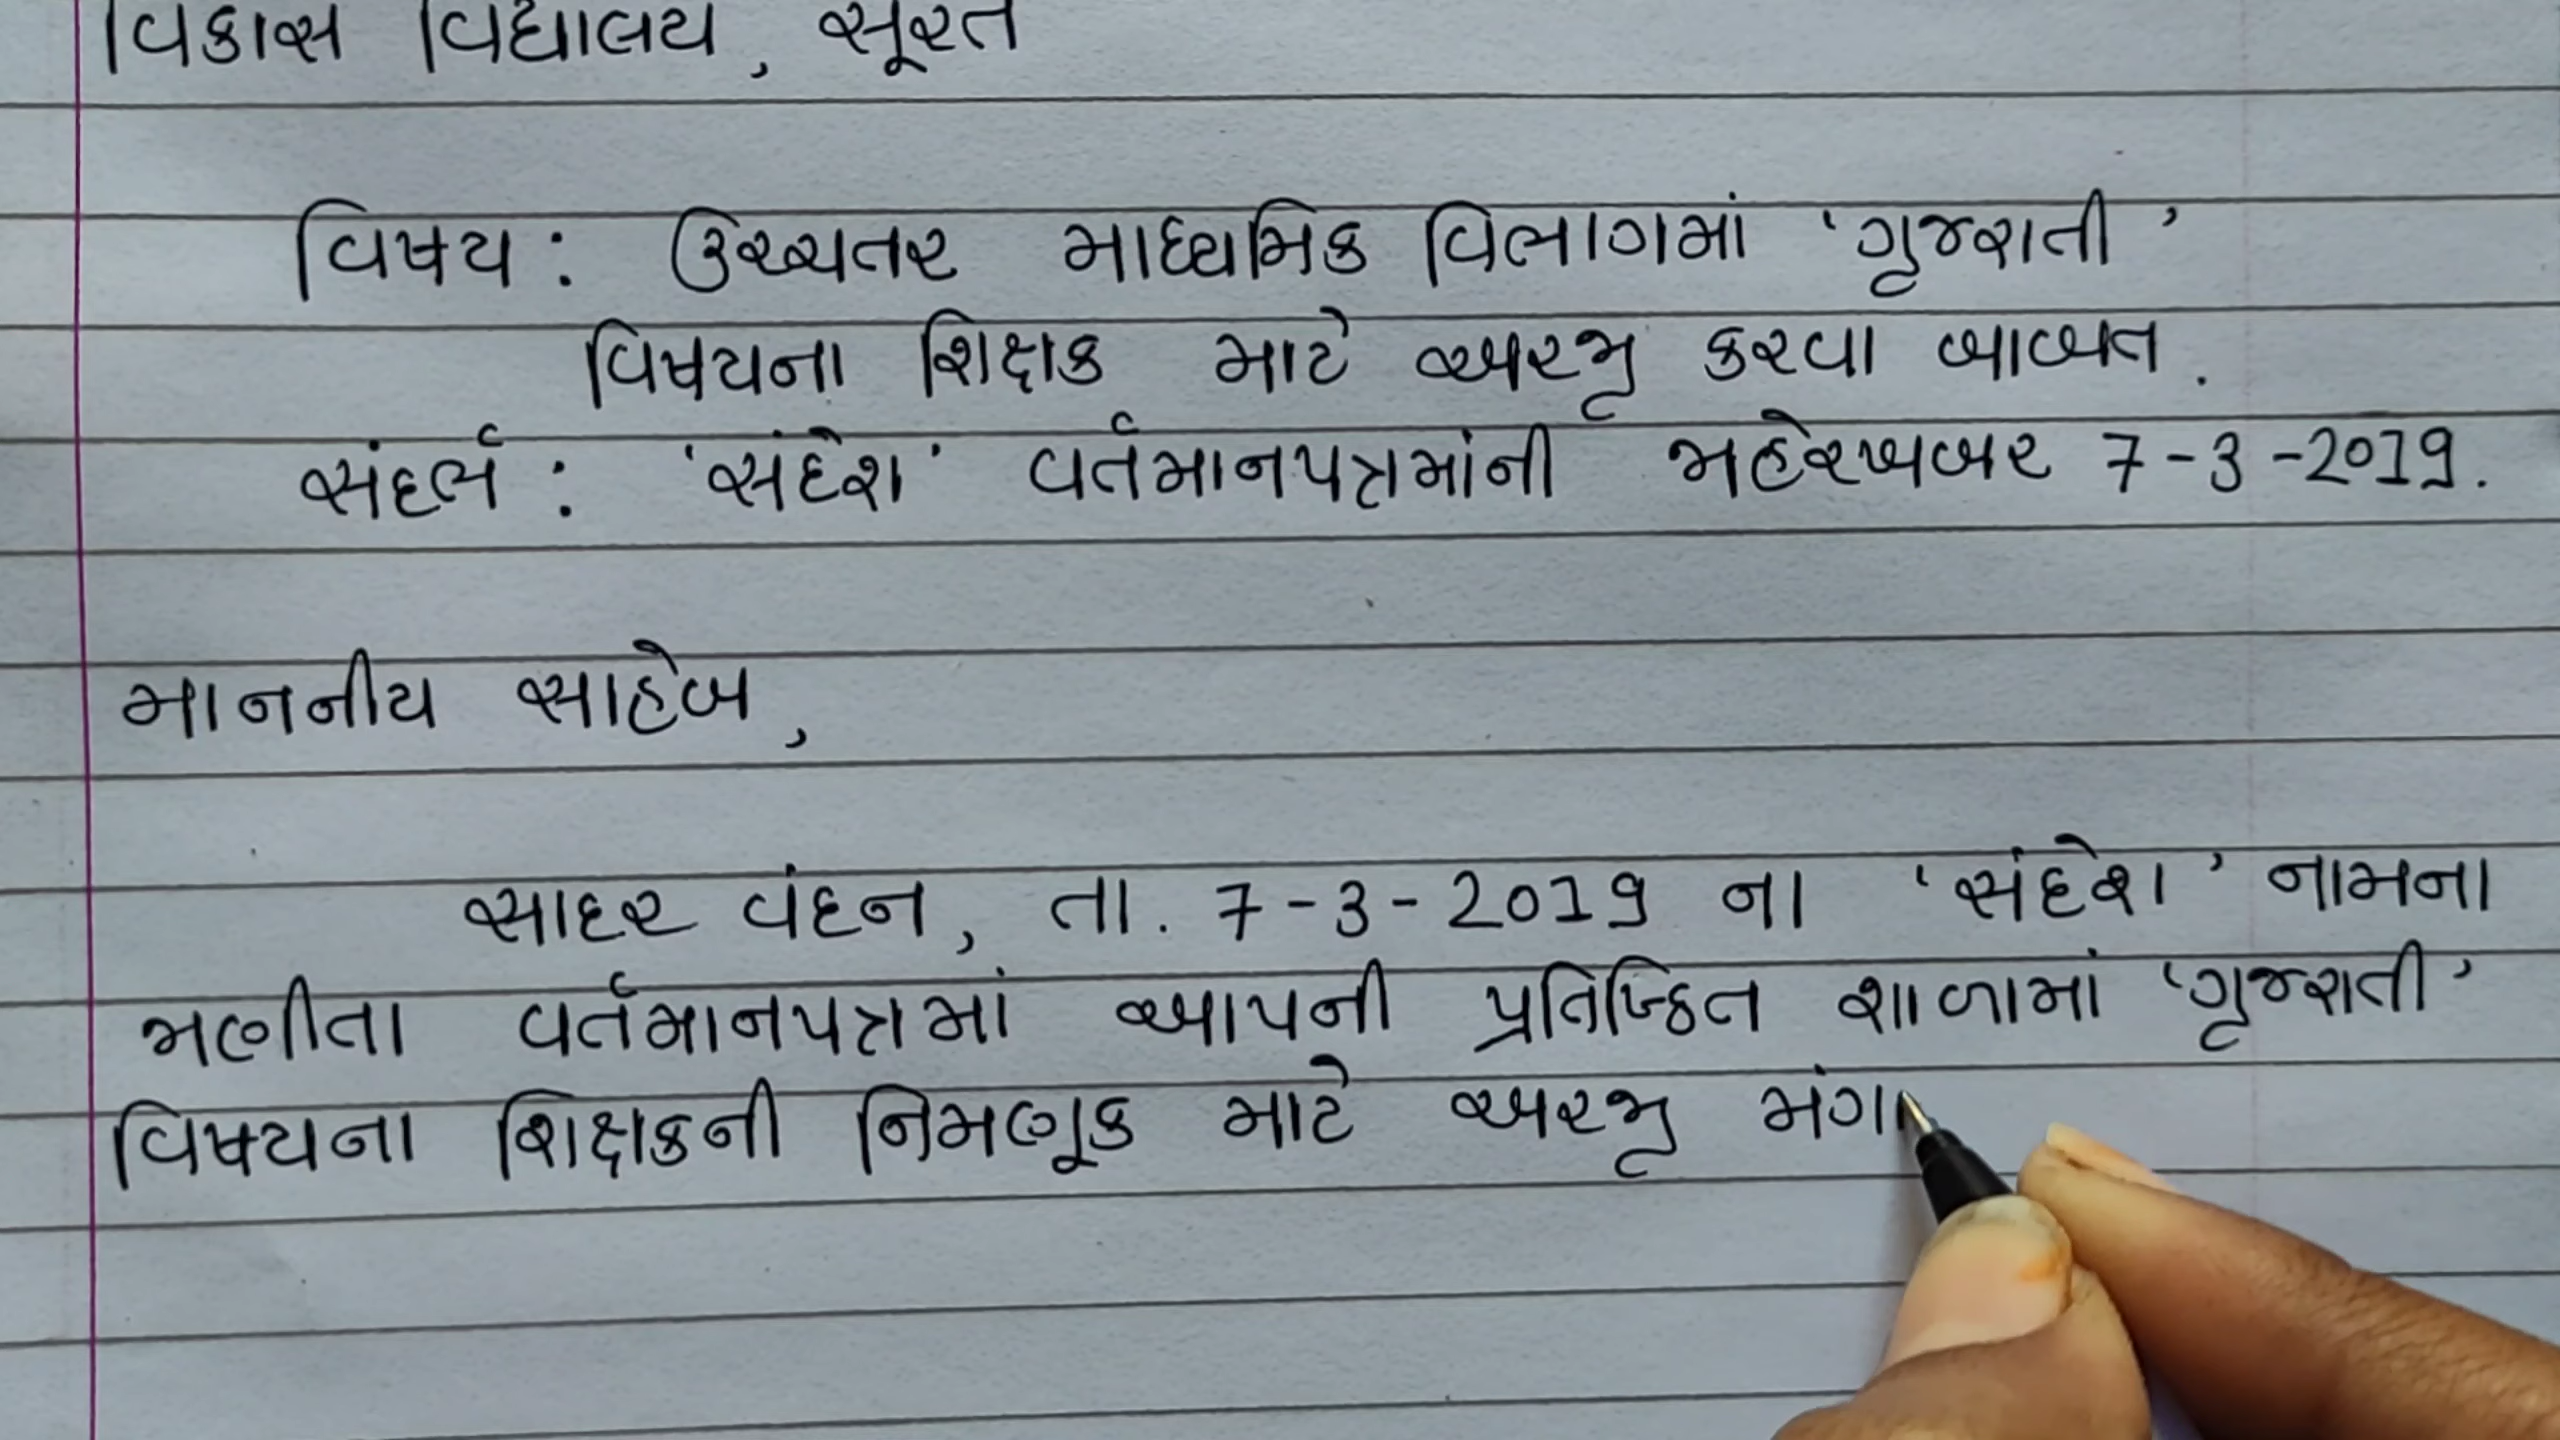 વિકાસ વિદ્યાલય, સૂરત
વિષય : ઉચ્ચતર માધ્યમિક વિભાગમાં 'ગુજરાતી'
વિષયના શિક્ષક માટે અરજી કરવા બાબત.
સંદર્ભ : 'સંદેશ' વર્તમાનપત્રમાંની જાહેરખબર 7-3-2019.
માનનીય સાહેબ,
સાદર વંદન, તા. 7-3-2019 ના 'સંદેશ' નામના
જાણીતા વર્તમાનપત્રમાં આપની પ્રતિષ્ઠિત શાળામાં 'ગુજરાતી'
વિષયના શિક્ષકની નિમણૂક માટે અરજી મંગા